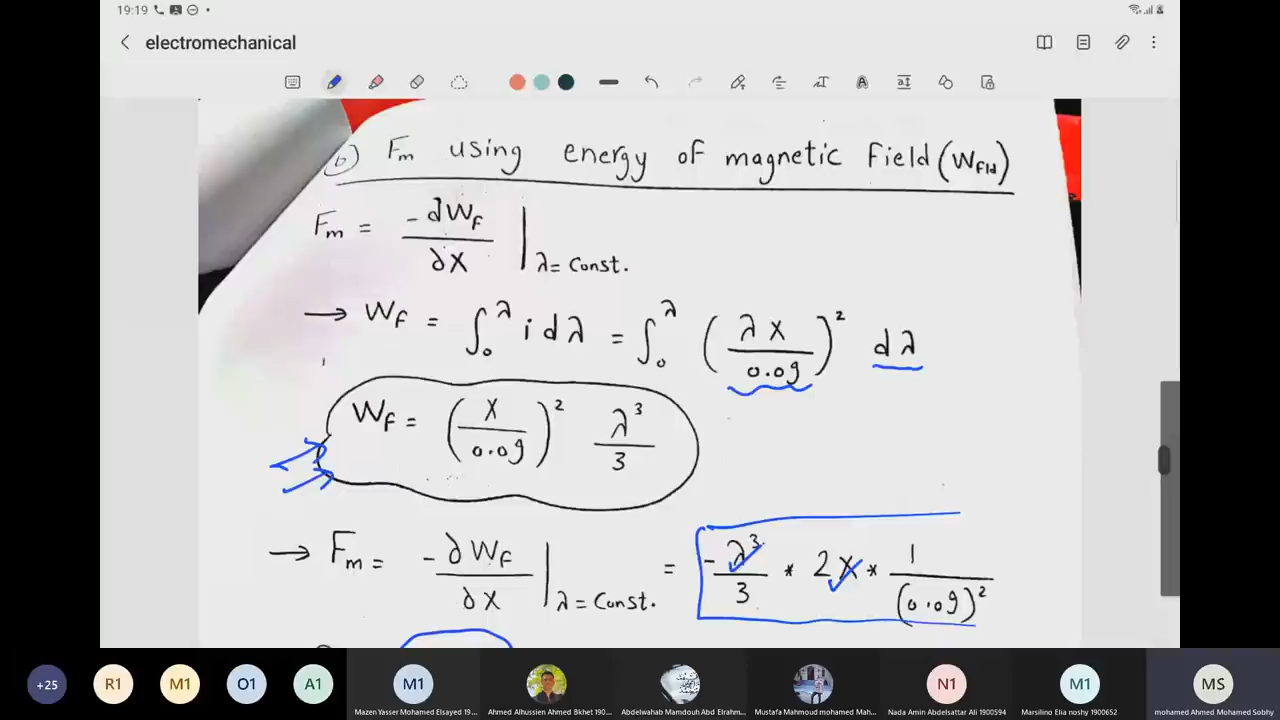 19:19
electromechanical
b) Fm using energy of magnetic Field (Wfld)
Fm = -∂Wf / ∂X | λ = Const.
→ Wf = ∫₀^λ i dλ = ∫₀^λ (λ X / 0.09)² dλ
Wf = (X / 0.09)² λ³ / 3
→ Fm = -∂Wf / ∂X | λ = Const. = -λ³ / 3 * 2X * 1 / (0.09)²
+25
R1
M1
O1
A1
M1
N1
M1
MS
Mazen Yasser Mohamed Elsayed 19...
Ahmed Alhussien Ahmed Bkhet 190...
Abdelwahab Mamdouh Abd Elrahm...
Mustafa Mahmoud mohamed Mah...
Nada Amin Abdelsattar Ali 1900594
Marsilino Elia noshy 1900652
mohamed Ahmed Mohamed Sobhy